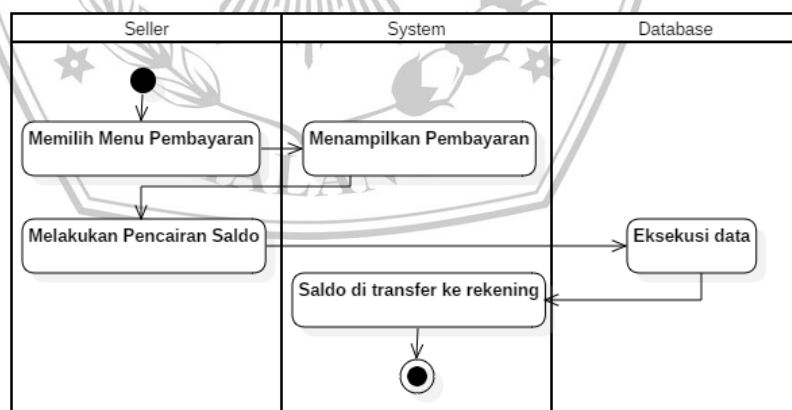 Seller
System
Database
Memilih Menu Pembayaran
Menampilkan Pembayaran
Melakukan Pencairan Saldo
Eksekusi data
Saldo di transfer ke rekening